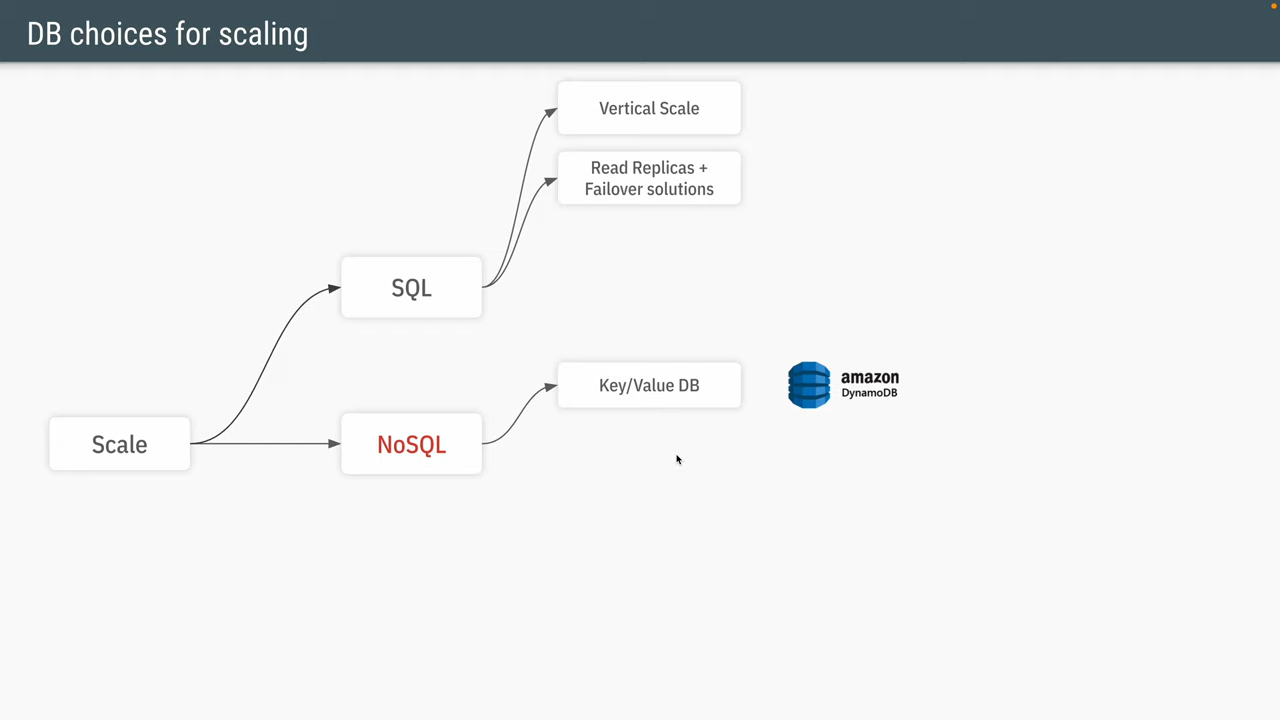 DB choices for scaling
Vertical Scale
Read Replicas +
Failover solutions
SQL
Key/Value DB
amazon
DynamoDB
Scale
NoSQL